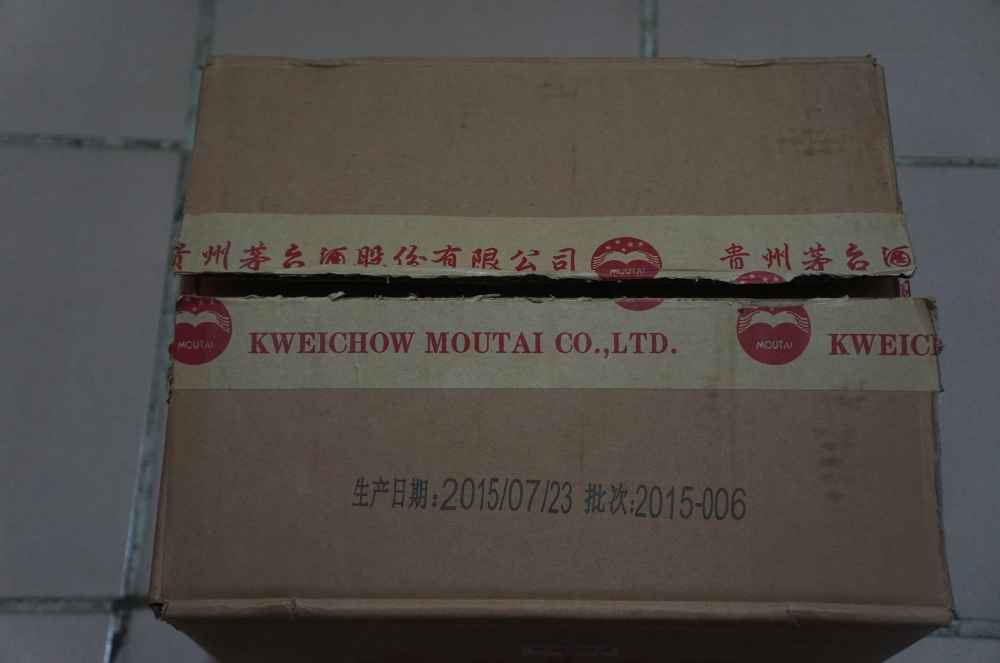 贵州茅台酒股份有限公司 MOUTAI 贵州茅台酒
MOUTAI KWEICHOW MOUTAI CO.,LTD. MOUTAI KWEIC
生产日期:2015/07/23 批次:2015-006